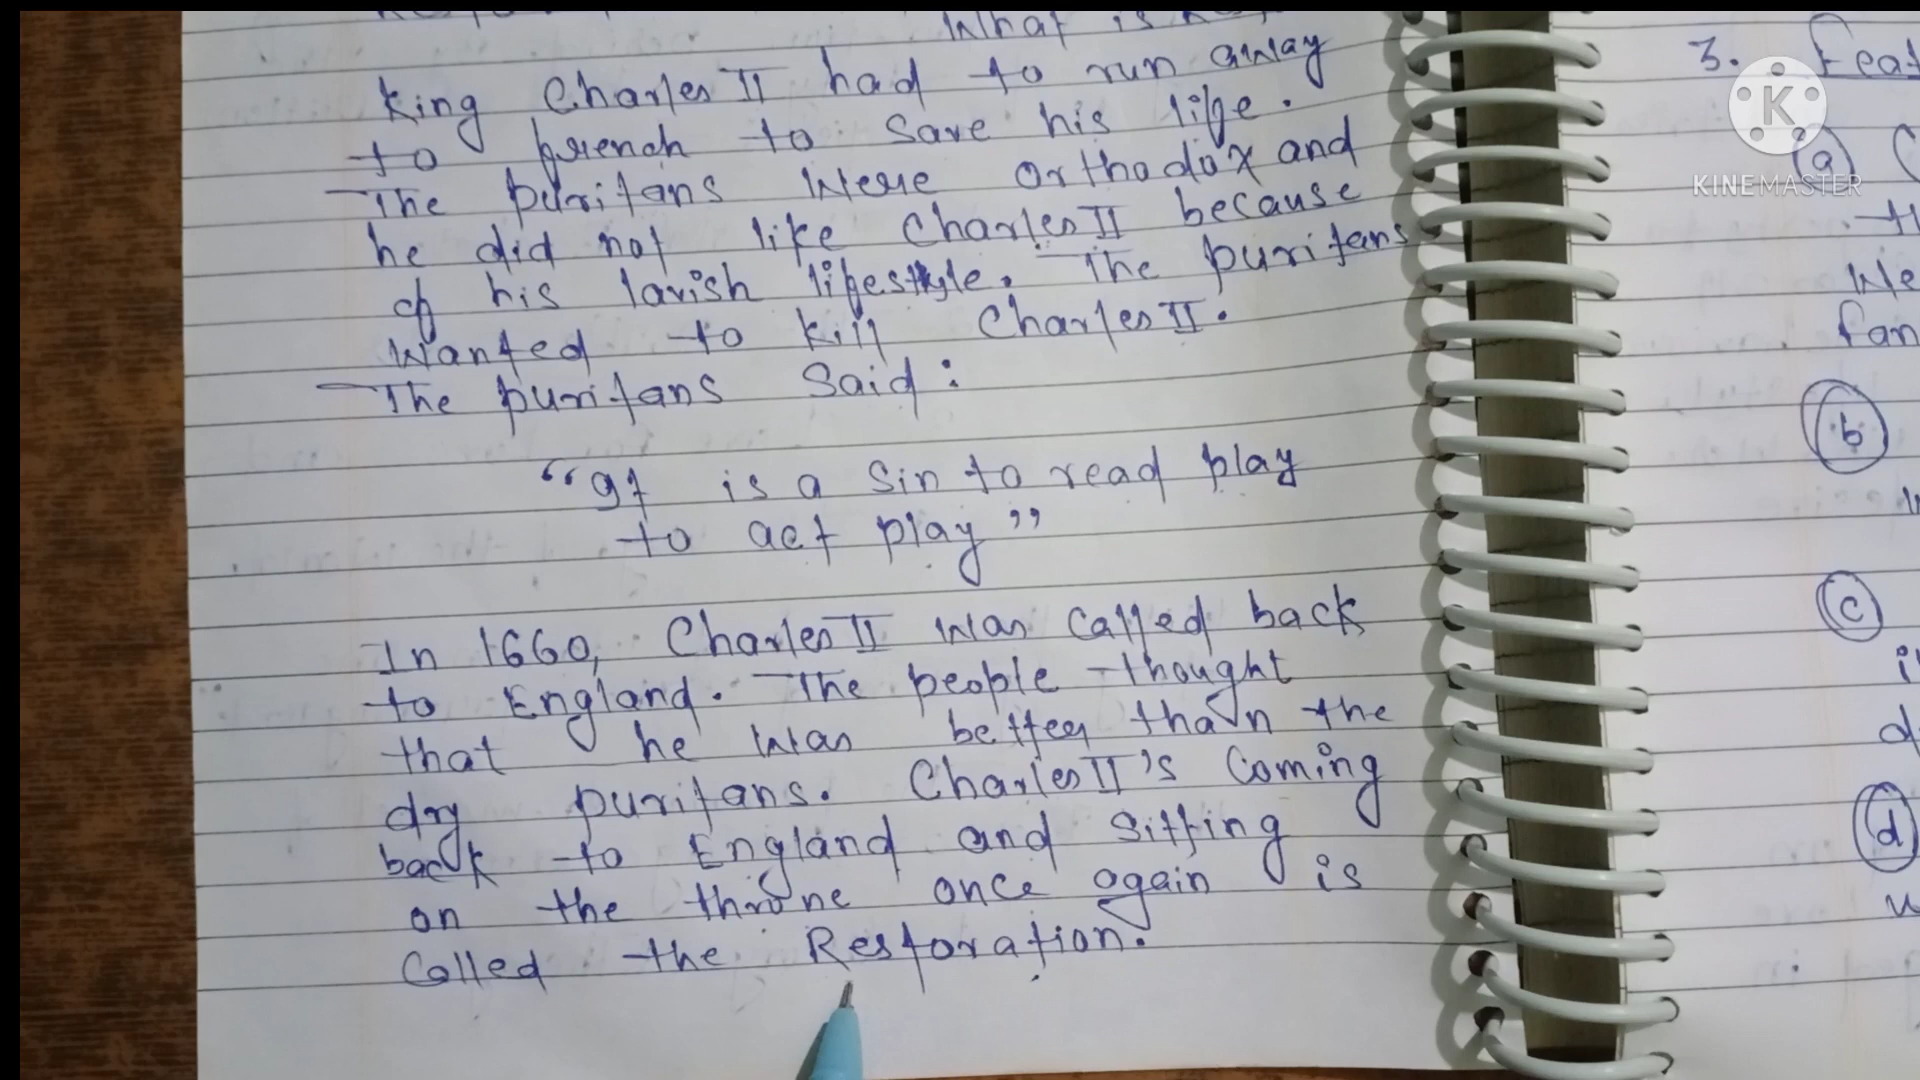 What is
King Charles II had to run away
to french to save his life.
The puritans were orthodox and
he did not like Charles II because
of his lavish lifestyle. The puritans
wanted to kill Charles II.
The puritans said:
“It is a sin to read play
to act play”
In 1660, Charles II was called back
to England. The people thought
that he was better than the
dry puritans. Charles II's coming
back to England and sitting
on the throne once again is
called the Restoration.
3. Feat
(a) C
th
We
fan
(b)
(c)
(d)
KINEMASTER